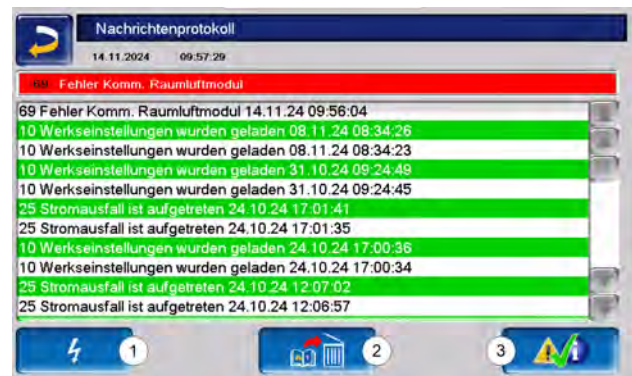 Nachrichtenprotokoll
14.11.2024 09:57:29
69 Fehler Komm. Raumluftmodul
69 Fehler Komm. Raumluftmodul 14.11.24 09:56:04
10 Werkseinstellungen wurden geladen 08.11.24 08:34:26
10 Werkseinstellungen wurden geladen 08.11.24 08:34:23
10 Werkseinstellungen wurden geladen 31.10.24 09:24:49
10 Werkseinstellungen wurden geladen 31.10.24 09:24:45
25 Stromausfall ist aufgetreten 24.10.24 17:01:41
25 Stromausfall ist aufgetreten 24.10.24 17:01:35
10 Werkseinstellungen wurden geladen 24.10.24 17:00:36
10 Werkseinstellungen wurden geladen 24.10.24 17:00:34
25 Stromausfall ist aufgetreten 24.10.24 12:07:02
25 Stromausfall ist aufgetreten 24.10.24 12:06:57
1 2 3